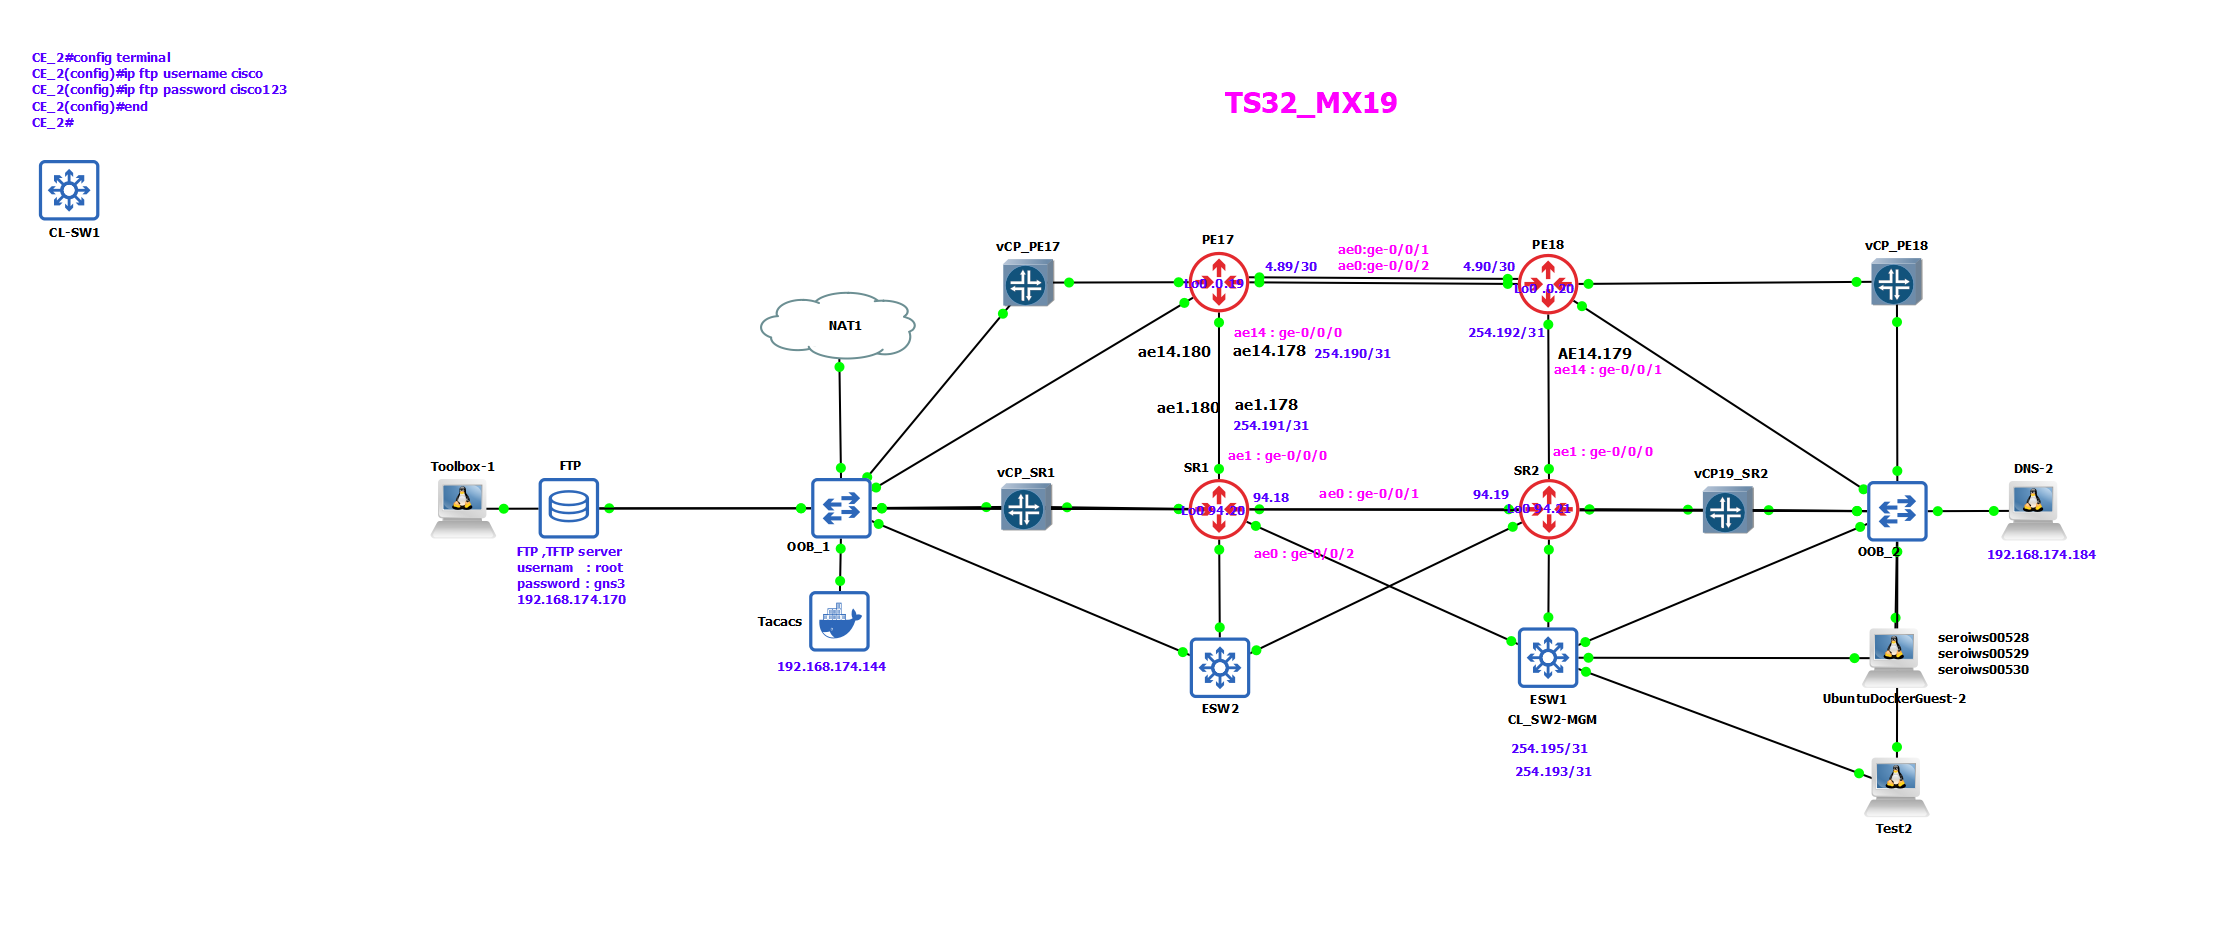 CE_2#config terminal
CE_2(config)#ip ftp username cisco
CE_2(config)#ip ftp password cisco123
CE_2(config)#end
CE_2#
TS32_MX19
CL-SW1
vCP_PE17
PE17
ae0:ge-0/0/1
ae0:ge-0/0/2
PE18
vCP_PE18
4.89/30
4.90/30
Lo0 .0.19
Lo0 .0.20
NAT1
ae14 : ge-0/0/0
254.192/31
ae14.180
ae14.178
254.190/31
AE14.179
ae14 : ge-0/0/1
ae1.180
ae1.178
254.191/31
ae1 : ge-0/0/0
ae1 : ge-0/0/0
Toolbox-1
FTP
vCP_SR1
SR1
SR2
vCP19_SR2
DNS-2
94.18
ae0 : ge-0/0/1
94.19
Lo0 94.20
Lo0 94.21
OOB_1
ae0 : ge-0/0/2
OOB_2
192.168.174.184
FTP ,TFTP server
usernam : root
password : gns3
192.168.174.170
Tacacs
192.168.174.144
seroiws00528
seroiws00529
seroiws00530
UbuntuDockerGuest-2
ESW2
ESW1
CL_SW2-MGM
254.195/31
254.193/31
Test2